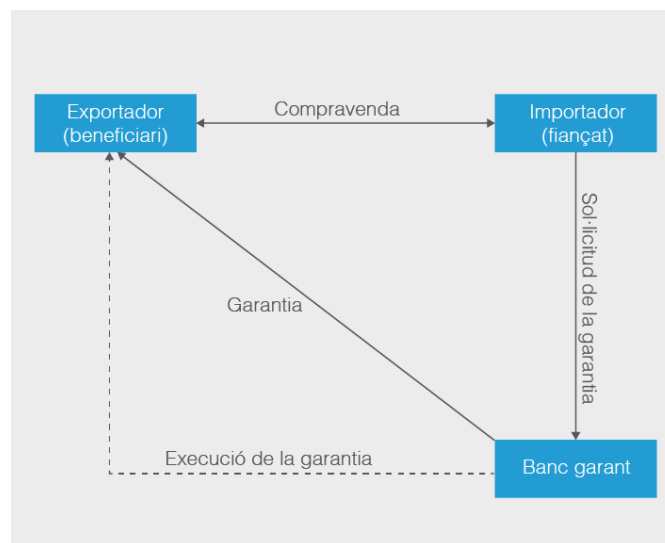 Exportador
(beneficiari)
Compravenda
Importador
(fiançat)
Sol·licitud de la garantia
Garantia
Execució de la garantia
Banc garant